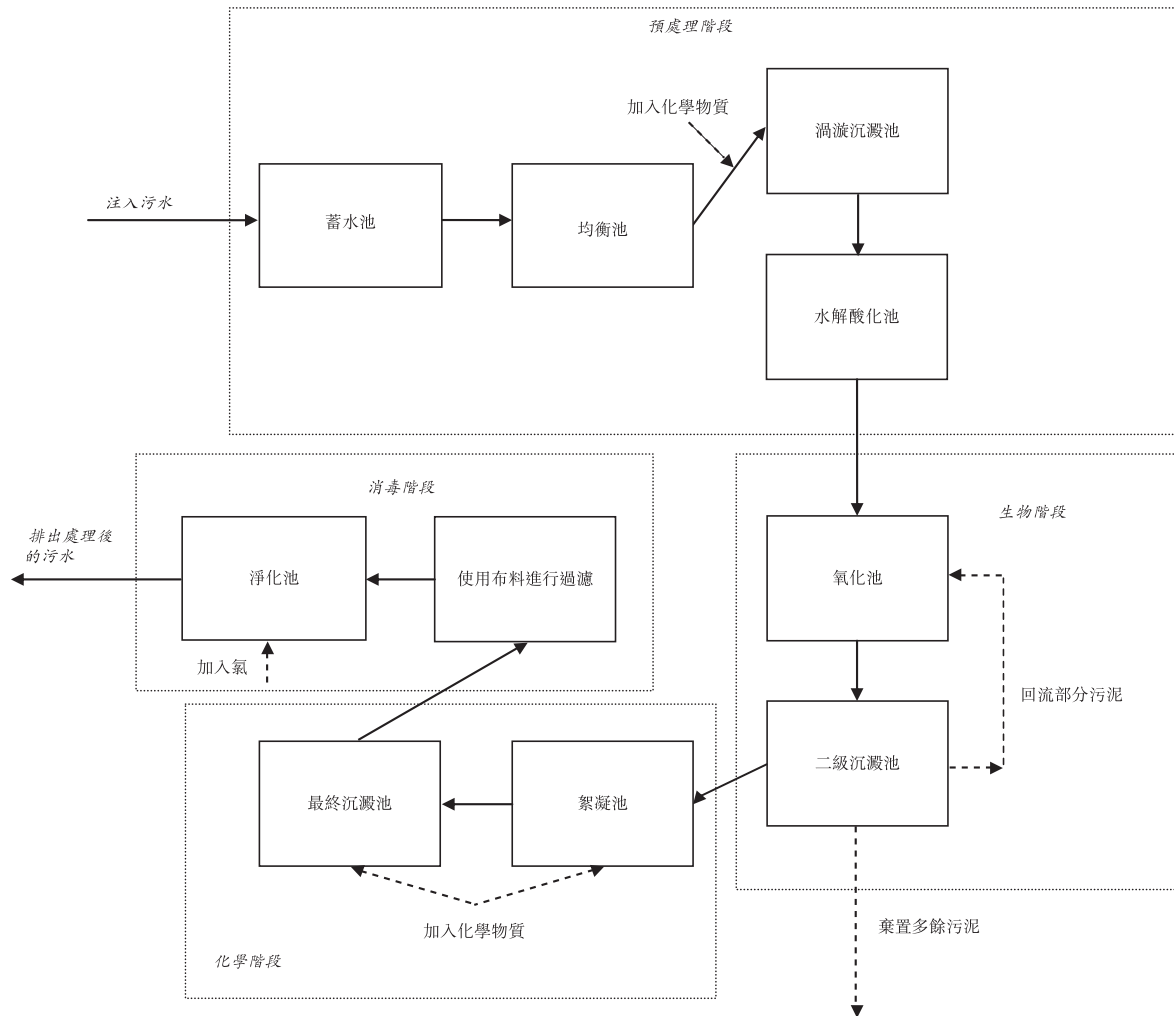 預處理階段
加入化學物質
渦漩沉澱池
注入污水
蓄水池
均衡池
水解酸化池
消毒階段
生物階段
排出處理後
的污水
淨化池
使用布料進行過濾
氧化池
加入氯
回流部分污泥
二級沉澱池
最終沉澱池
絮凝池
加入化學物質
棄置多餘污泥
化學階段